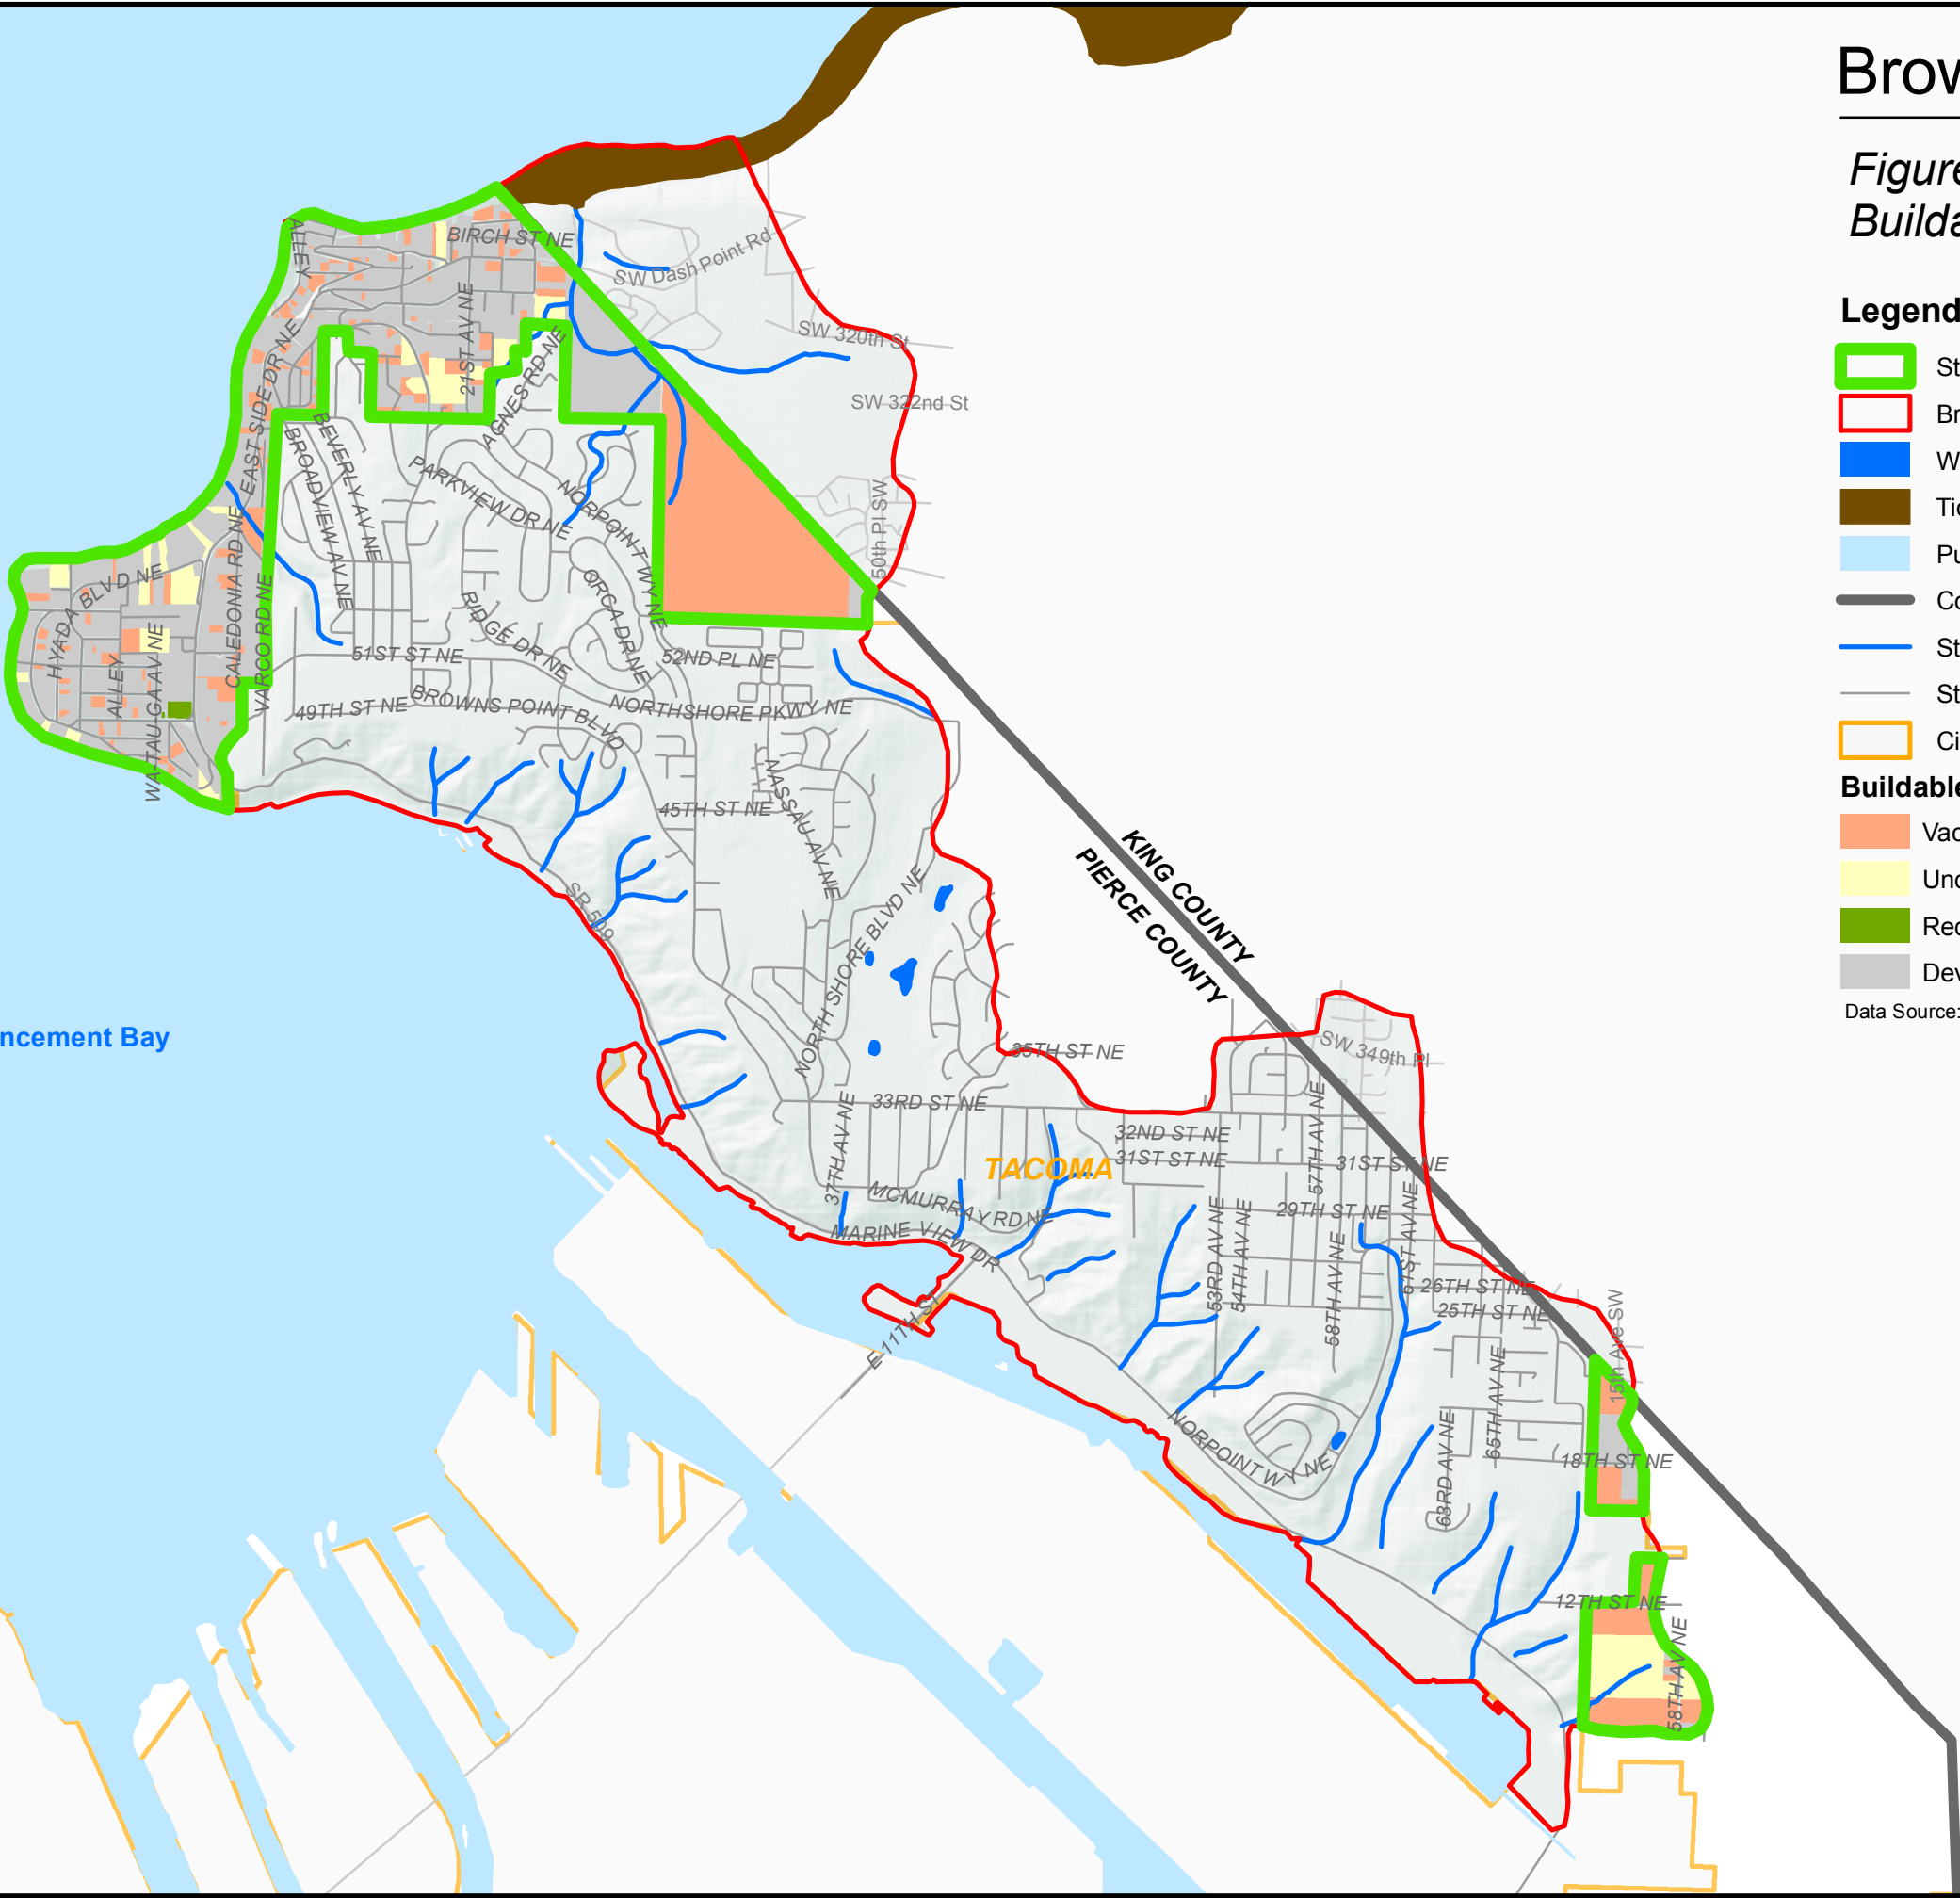 Brow
Figure
Builda
Legend
St
Br
W
Tic
Pu
Co
St
St
Ci
Buildable
Vac
Und
Rec
Dev
Data Source:
ALLEY
BIRCH ST NE
SW Dash Point Rd
21ST AV NE
SW 320th St
EAST SIDE DR NE
AGNES RD NE
SW 322nd St
BEVERLY AV NE
BROADVIEW AV NE
PARKVIEW DR NE
NORPOINT WY NE
50th Pl SW
CALEDONIA RD NE
HYADA BLVD NE
VARCO RD NE
ORCA DR NE
RIDGE DR NE
ALLEY
WATAUGA AV NE
51ST ST NE
52ND PL NE
49TH ST NE
BROWNS POINT BLVD
NORTHSHORE PKWY NE
NASSAU AV NE
45TH ST NE
KING COUNTY
PIERCE COUNTY
SR 509
NORTH SHORE BLVD NE
ncement Bay
35TH ST NE
SW 349th Pl
33RD ST NE
37TH AV NE
32ND ST NE
31ST ST NE
57TH AV NE
31ST ST NE
TACOMA
MCMURRAY RD NE
MARINE VIEW DR
53RD AV NE
54TH AV NE
29TH ST NE
58TH AV NE
61ST AV NE
26TH ST NE
25TH ST NE
15th Ave SW
E 11TH ST
65TH AV NE
63RD AV NE
NORPOINT WY NE
18TH ST NE
12TH ST NE
58TH AV NE